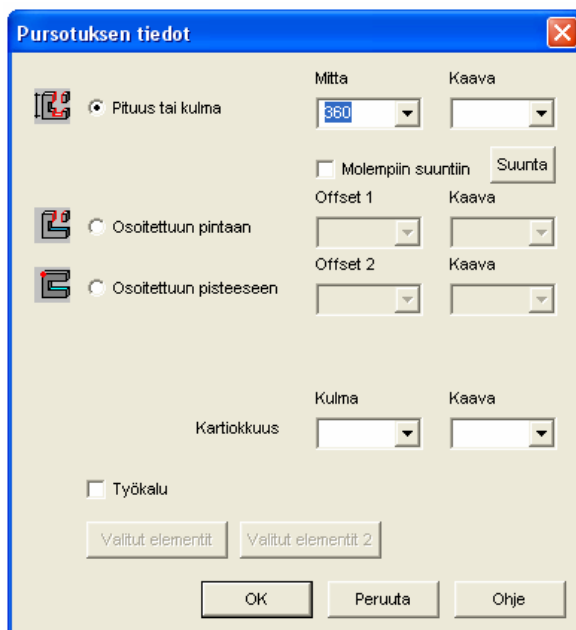 Pursotuksen tiedot
Mitta Kaava
Pituus tai kulma 360
Molempiin suuntiin Suunta
Offset 1 Kaava
Osoitettuun pintaan
Offset 2 Kaava
Osoitettuun pisteeseen
Kulma Kaava
Kartiokkuus
Työkalu
Valitut elementit Valitut elementit 2
OK Peruuta Ohje